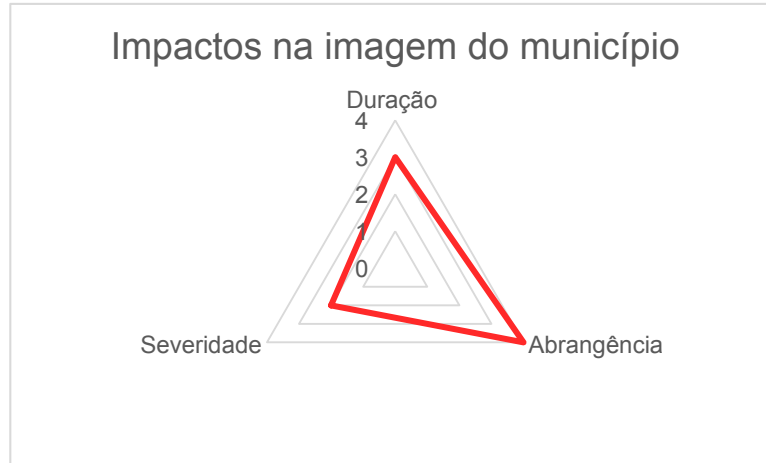 Impactos na imagem do município
Duração
4
3
2
1
0
Severidade
Abrangência